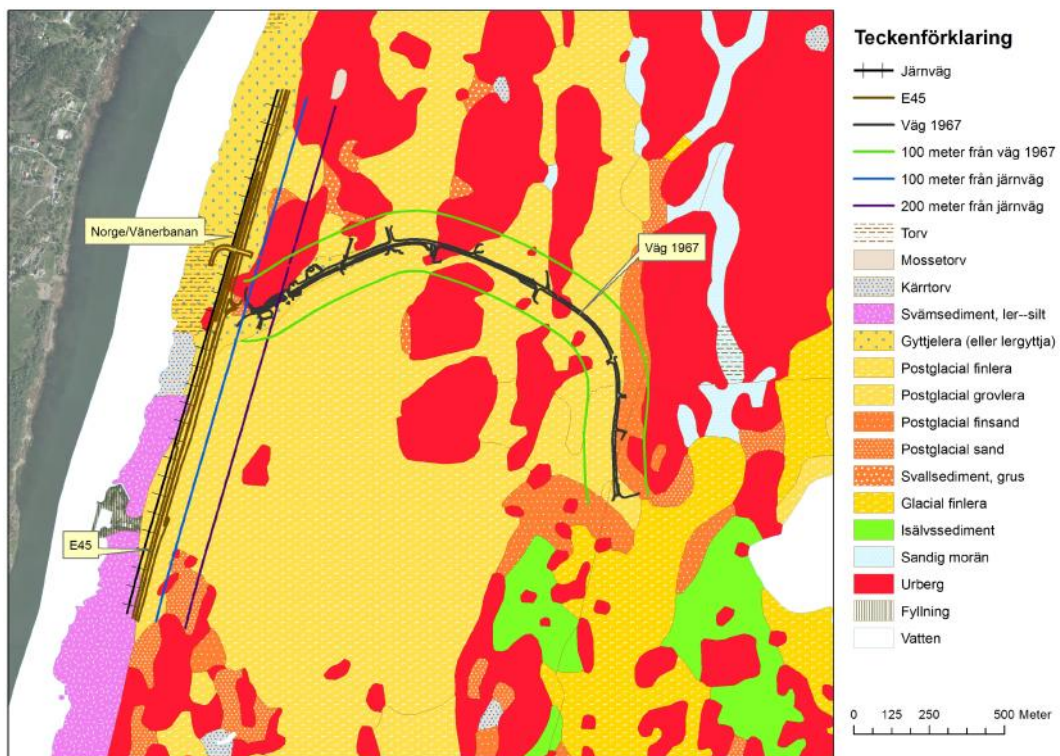 Norge/Vänerbanan
Väg 1967
E45
Teckenförklaring
Järnväg
E45
Väg 1967
100 meter från väg 1967
100 meter från järnväg
200 meter från järnväg
Torv
Mossetorv
Kärrtorv
Svämsediment, ler--silt
Gyttjelera (eller lergyttja)
Postglacial finlera
Postglacial grovlera
Postglacial finsand
Postglacial sand
Svallsediment, grus
Glacial finlera
Isälvssediment
Sandig morän
Urberg
Fyllning
Vatten
0 125 250 500 Meter